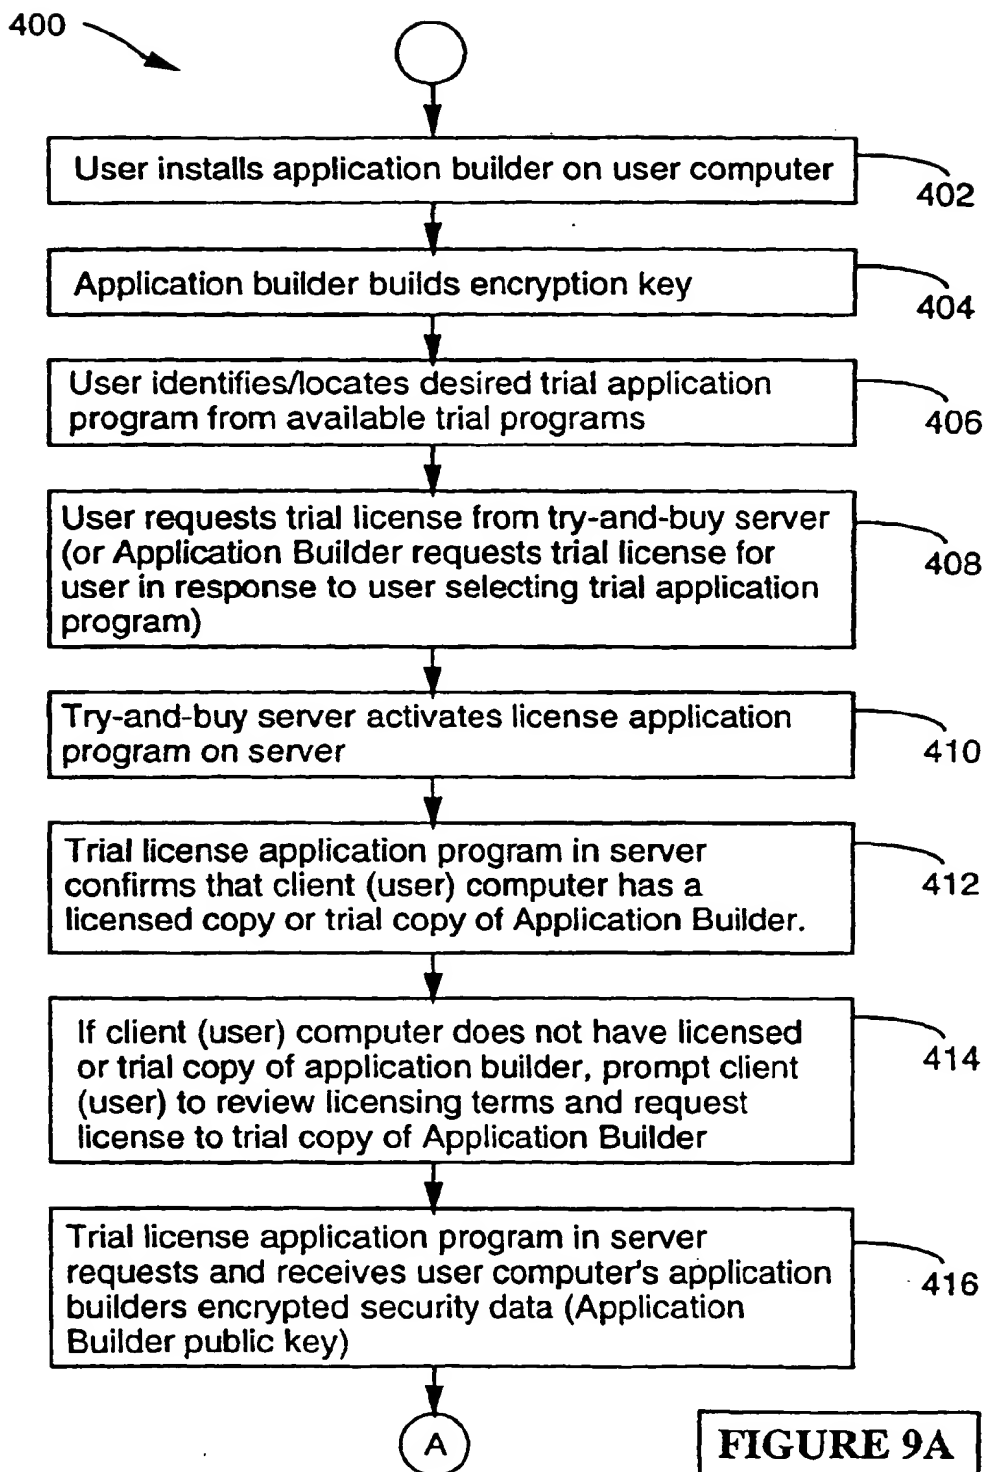 400
User installs application builder on user computer
402
Application builder builds encryption key
404
User identifies/locates desired trial application
program from available trial programs
406
User requests trial license from try-and-buy server
(or Application Builder requests trial license for
user in response to user selecting trial application
program)
408
Try-and-buy server activates license application
program on server
410
Trial license application program in server
confirms that client (user) computer has a
licensed copy or trial copy of Application Builder.
412
If client (user) computer does not have licensed
or trial copy of application builder, prompt client
(user) to review licensing terms and request
license to trial copy of Application Builder
414
Trial license application program in server
requests and receives user computer's application
builders encrypted security data (Application
Builder public key)
416
A
FIGURE 9A